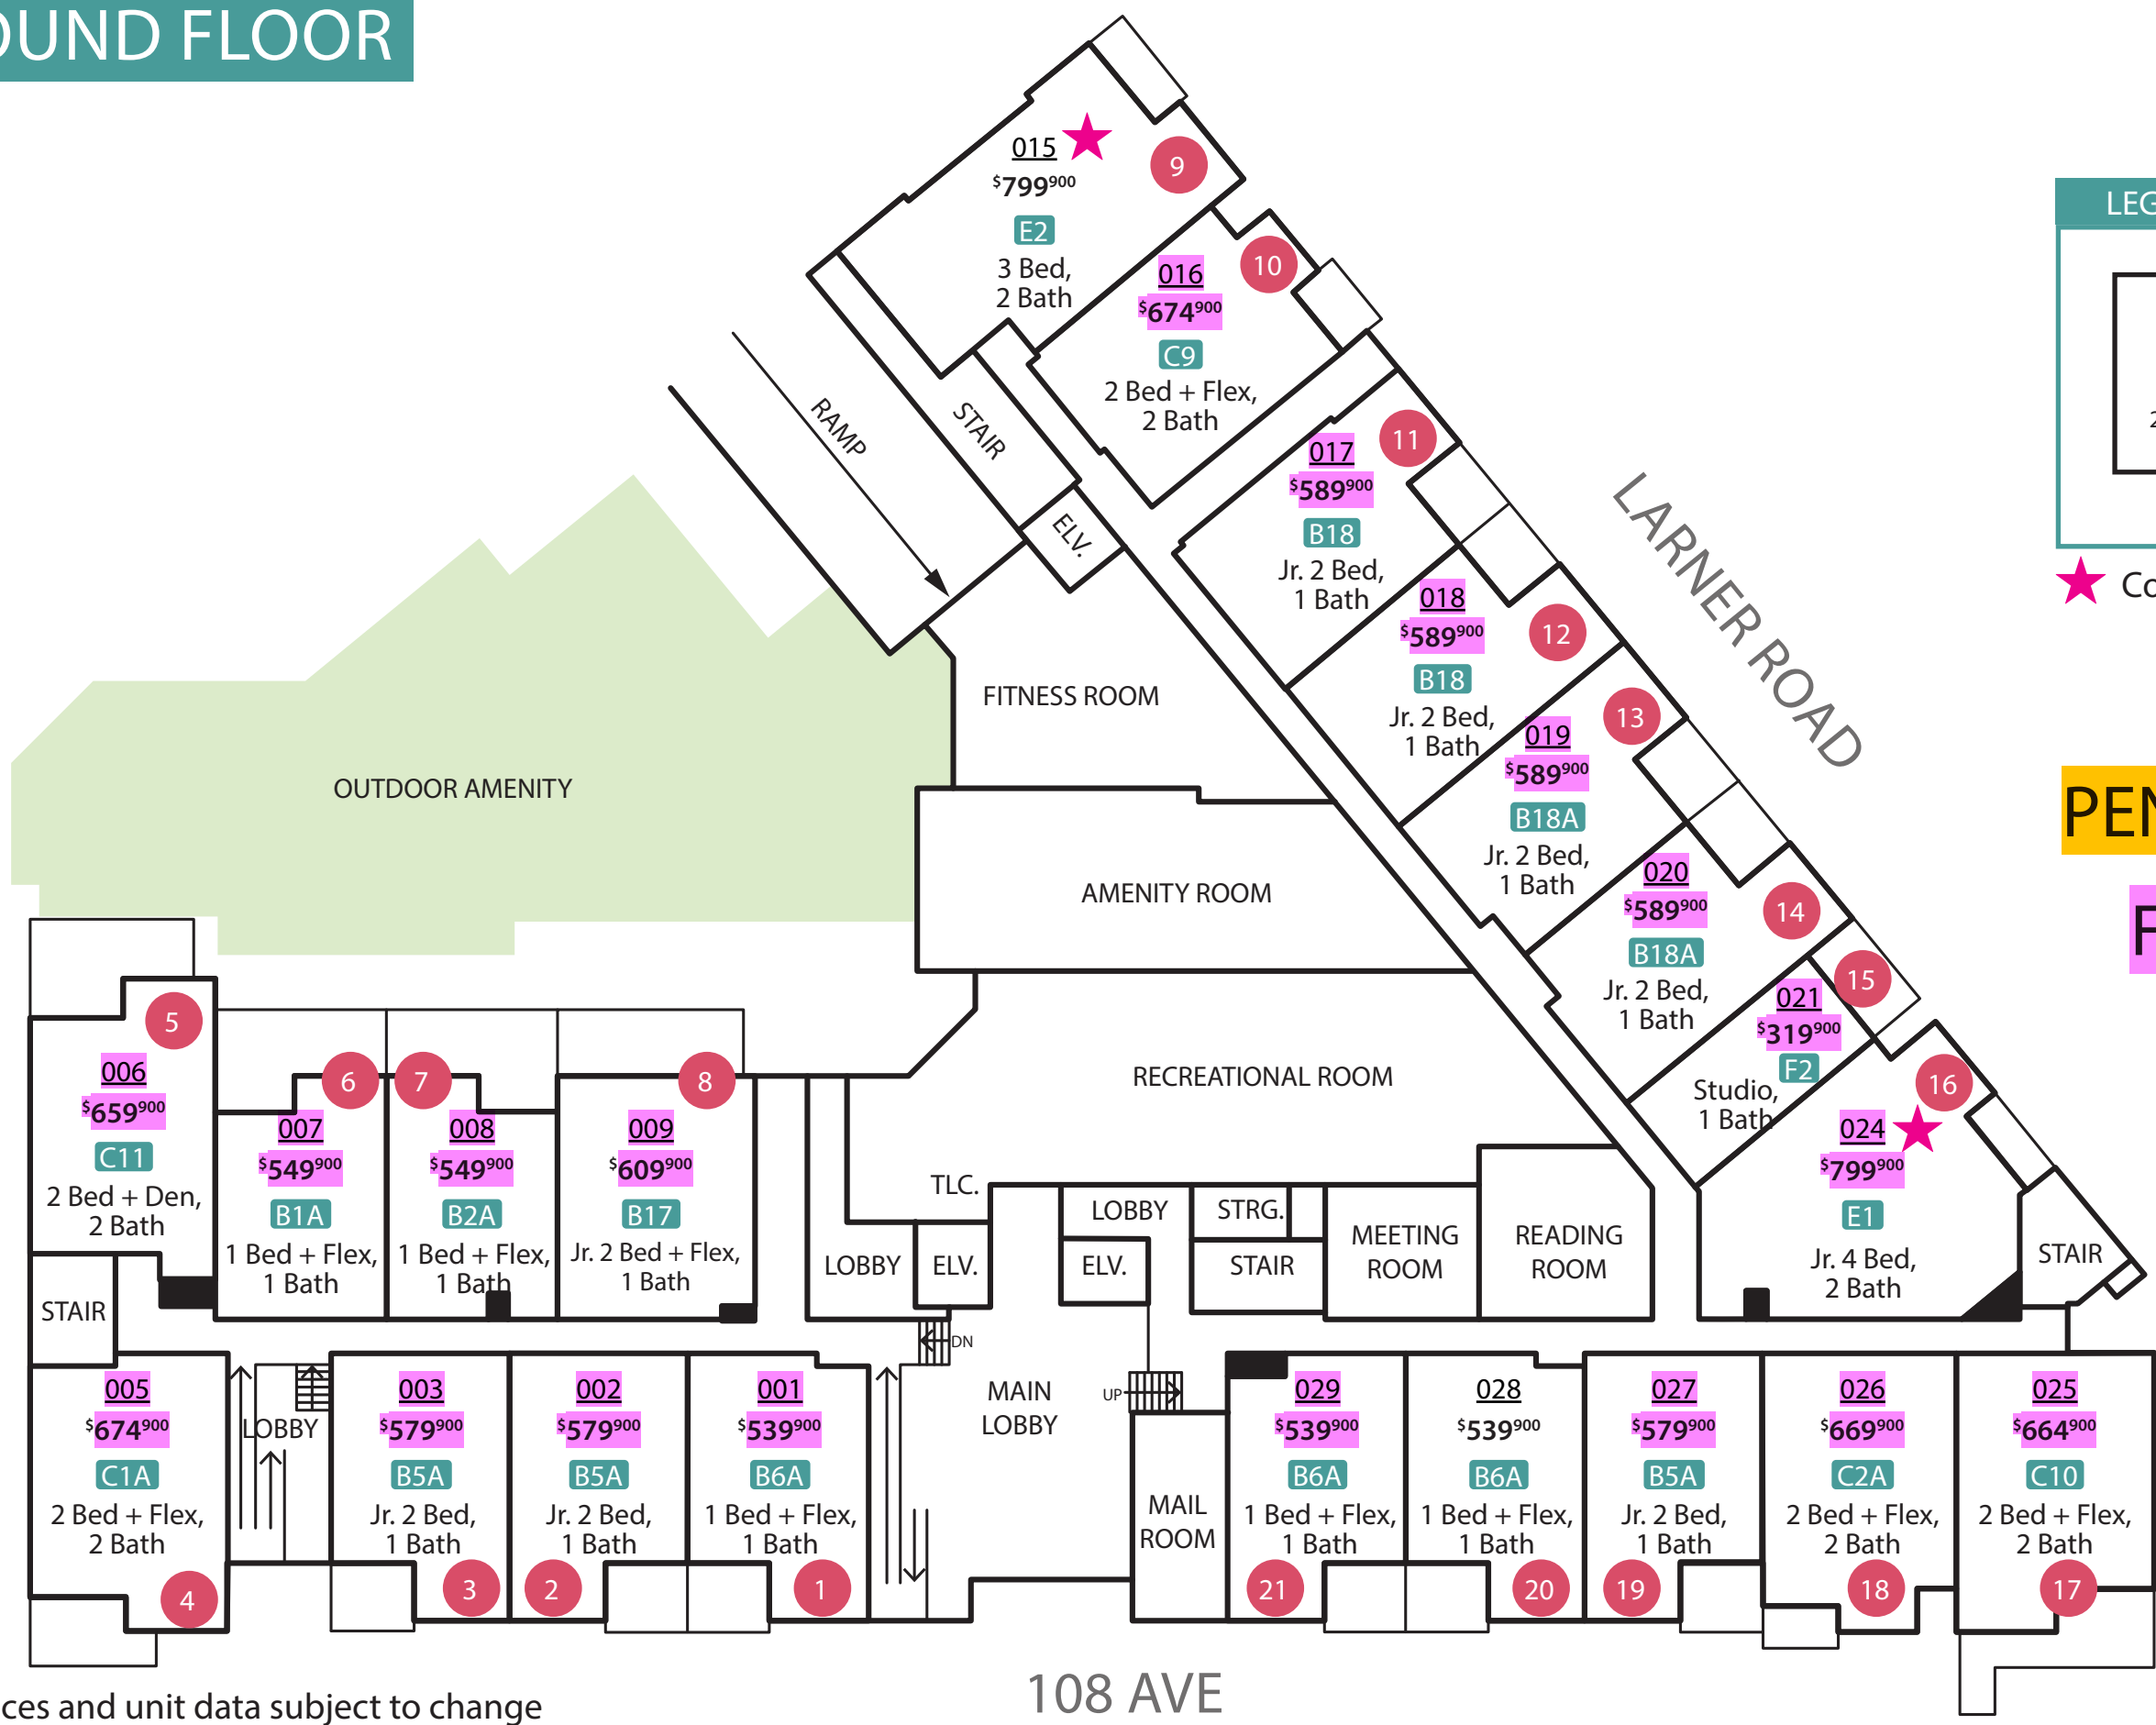 OUND FLOOR
015
$799900
E2
3 Bed,
2 Bath
9
016
$674900
C9
2 Bed + Flex,
2 Bath
10
LEG
Co
RAMP
STAIR
ELV.
017
$589900
B18
Jr. 2 Bed,
1 Bath
11
LARNER ROAD
018
$589900
B18
Jr. 2 Bed,
1 Bath
12
FITNESS ROOM
019
$589900
B18A
Jr. 2 Bed,
1 Bath
13
OUTDOOR AMENITY
PEN
F
AMENITY ROOM
020
$589900
B18A
Jr. 2 Bed,
1 Bath
14
021
$319900
F2
Studio,
1 Bath
15
RECREATIONAL ROOM
024
$799900
E1
Jr. 4 Bed,
2 Bath
16
STAIR
5
006
$659900
C11
2 Bed + Den,
2 Bath
6
007
$549900
B1A
1 Bed + Flex,
1 Bath
7
008
$549900
B2A
1 Bed + Flex,
1 Bath
8
009
$609900
B17
Jr. 2 Bed + Flex,
1 Bath
TLC.
LOBBY
ELV.
LOBBY
ELV.
STRG.
STAIR
MEETING
ROOM
READING
ROOM
STAIR
DN
UP
005
$674900
C1A
2 Bed + Flex,
2 Bath
4
LOBBY
003
$579900
B5A
Jr. 2 Bed,
1 Bath
3
002
$579900
B5A
Jr. 2 Bed,
1 Bath
2
001
$539900
B6A
1 Bed + Flex,
1 Bath
1
MAIN
LOBBY
MAIL
ROOM
029
$539900
B6A
1 Bed + Flex,
1 Bath
21
028
$539900
B6A
1 Bed + Flex,
1 Bath
20
027
$579900
B5A
Jr. 2 Bed,
1 Bath
19
026
$669900
C2A
2 Bed + Flex,
2 Bath
18
025
$664900
C10
2 Bed + Flex,
2 Bath
17
108 AVE
ces and unit data subject to change